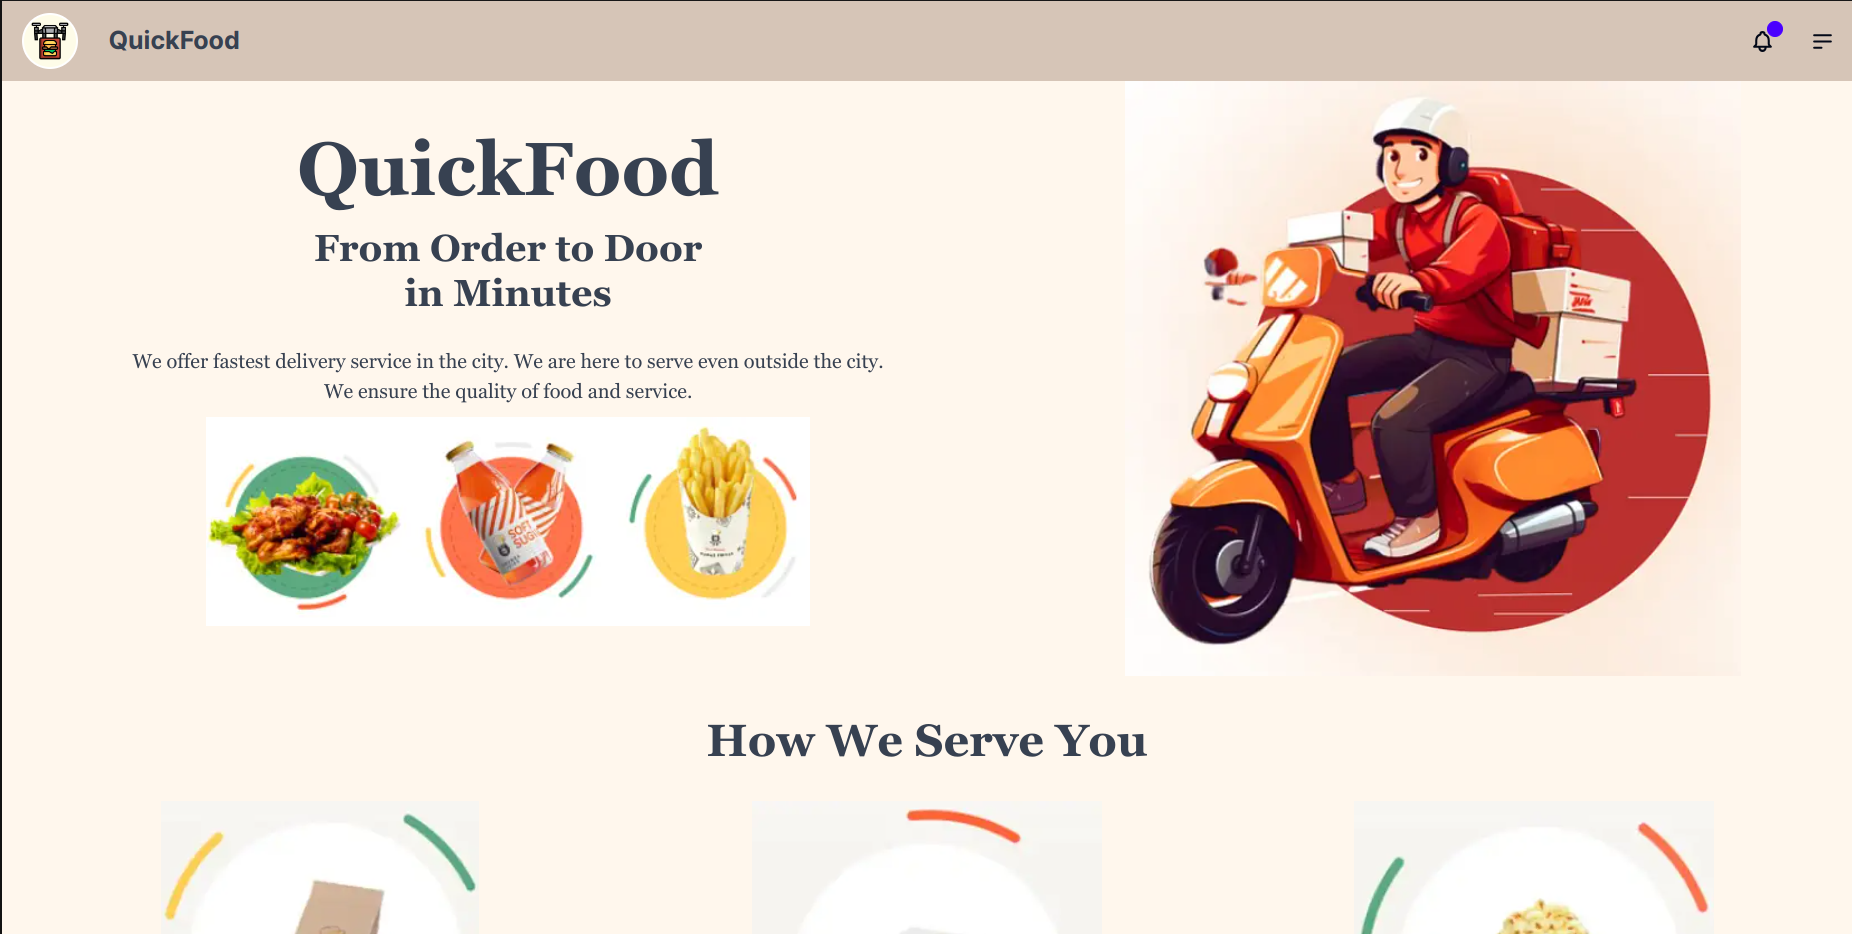 QuickFood
QuickFood
From Order to Door
in Minutes
We offer fastest delivery service in the city. We are here to serve even outside the city.
We ensure the quality of food and service.
How We Serve You